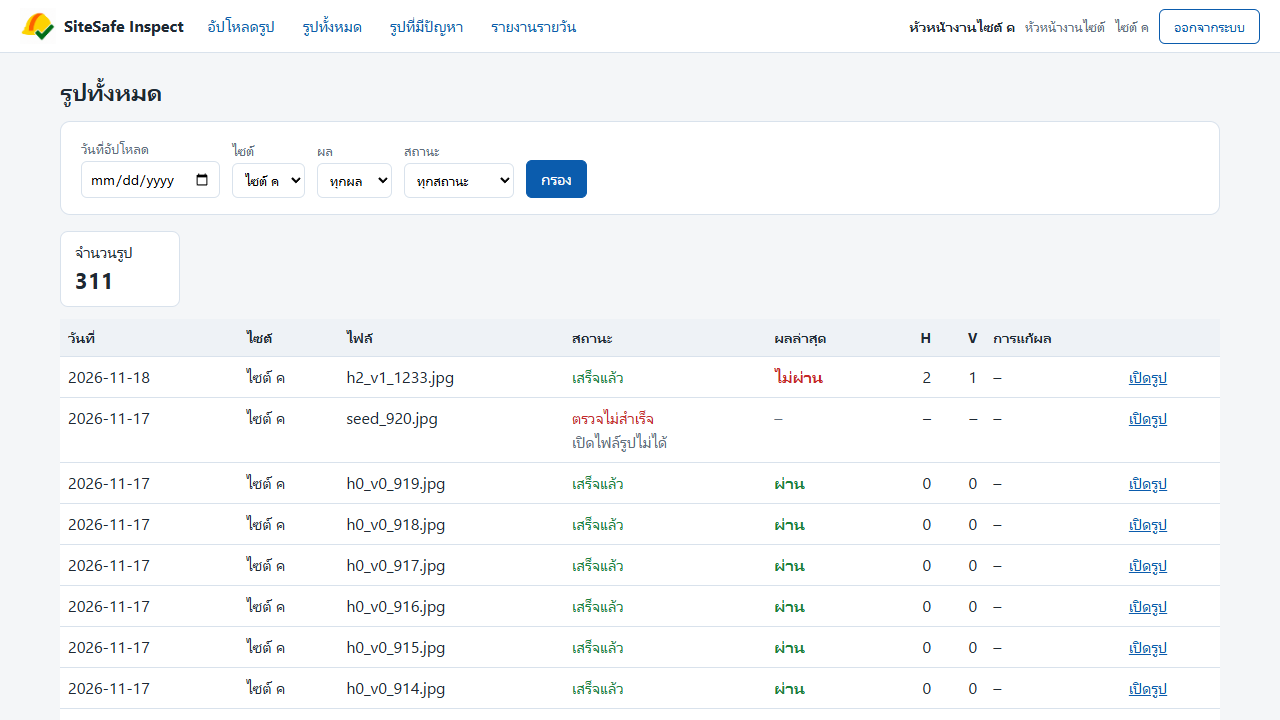 SiteSafe Inspect อัปโหลดรูป รูปทั้งหมด รูปที่มีปัญหา รายงานรายวัน หัวหน้างานไซต์ ค หัวหน้างานไซต์ ไซต์ ค ออกจากระบบ
รูปทั้งหมด
วันที่อัปโหลด ไซต์ ผล สถานะ
mm/dd/yyyy ไซต์ ค ทุกผล ทุกสถานะ กรอง
จำนวนรูป
311
วันที่ ไซต์ ไฟล์ สถานะ ผลล่าสุด H V การแก้ผล
2026-11-18 ไซต์ ค h2_v1_1233.jpg เสร็จแล้ว ไม่ผ่าน 2 1 – เปิดรูป
2026-11-17 ไซต์ ค seed_920.jpg ตรวจไม่สำเร็จ – – – – เปิดรูป
เปิดไฟล์รูปไม่ได้
2026-11-17 ไซต์ ค h0_v0_919.jpg เสร็จแล้ว ผ่าน 0 0 – เปิดรูป
2026-11-17 ไซต์ ค h0_v0_918.jpg เสร็จแล้ว ผ่าน 0 0 – เปิดรูป
2026-11-17 ไซต์ ค h0_v0_917.jpg เสร็จแล้ว ผ่าน 0 0 – เปิดรูป
2026-11-17 ไซต์ ค h0_v0_916.jpg เสร็จแล้ว ผ่าน 0 0 – เปิดรูป
2026-11-17 ไซต์ ค h0_v0_915.jpg เสร็จแล้ว ผ่าน 0 0 – เปิดรูป
2026-11-17 ไซต์ ค h0_v0_914.jpg เสร็จแล้ว ผ่าน 0 0 – เปิดรูป